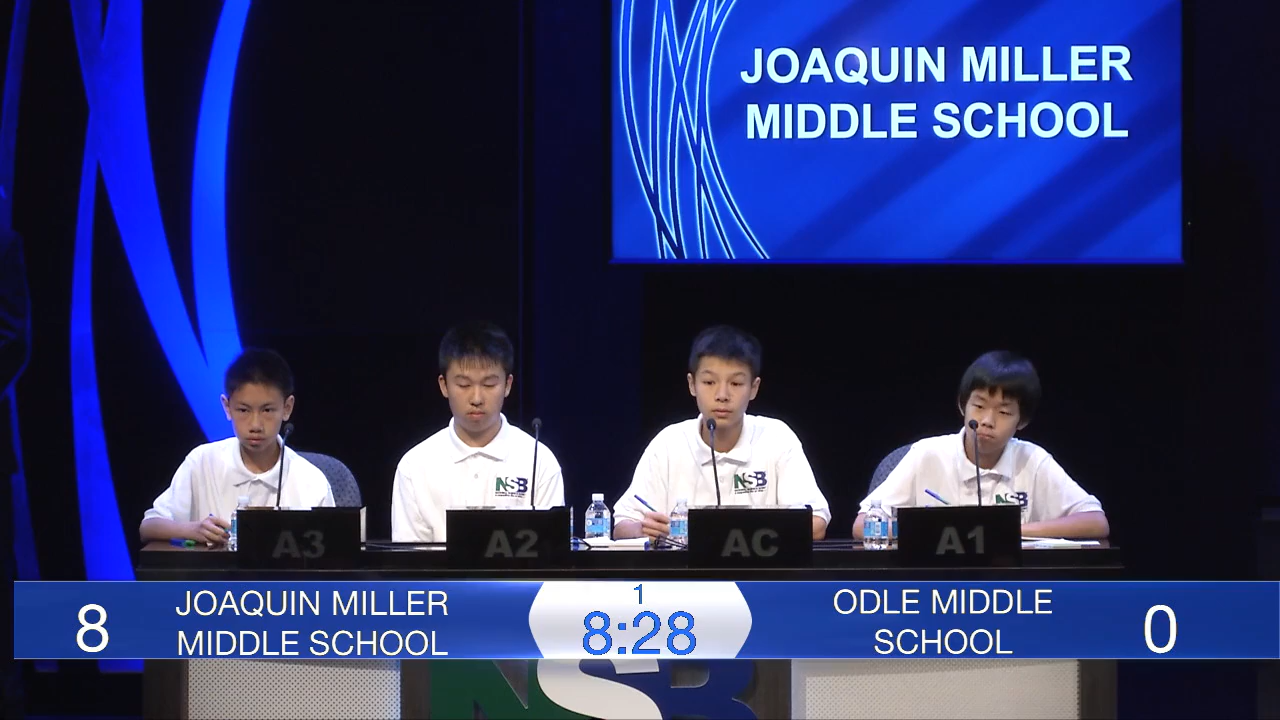 JOAQUIN MILLER
MIDDLE SCHOOL
NSB
NSB
NSB
A3
A2
AC
A1
8
JOAQUIN MILLER
MIDDLE SCHOOL
1
8:28
ODLE MIDDLE
SCHOOL
0
NSB